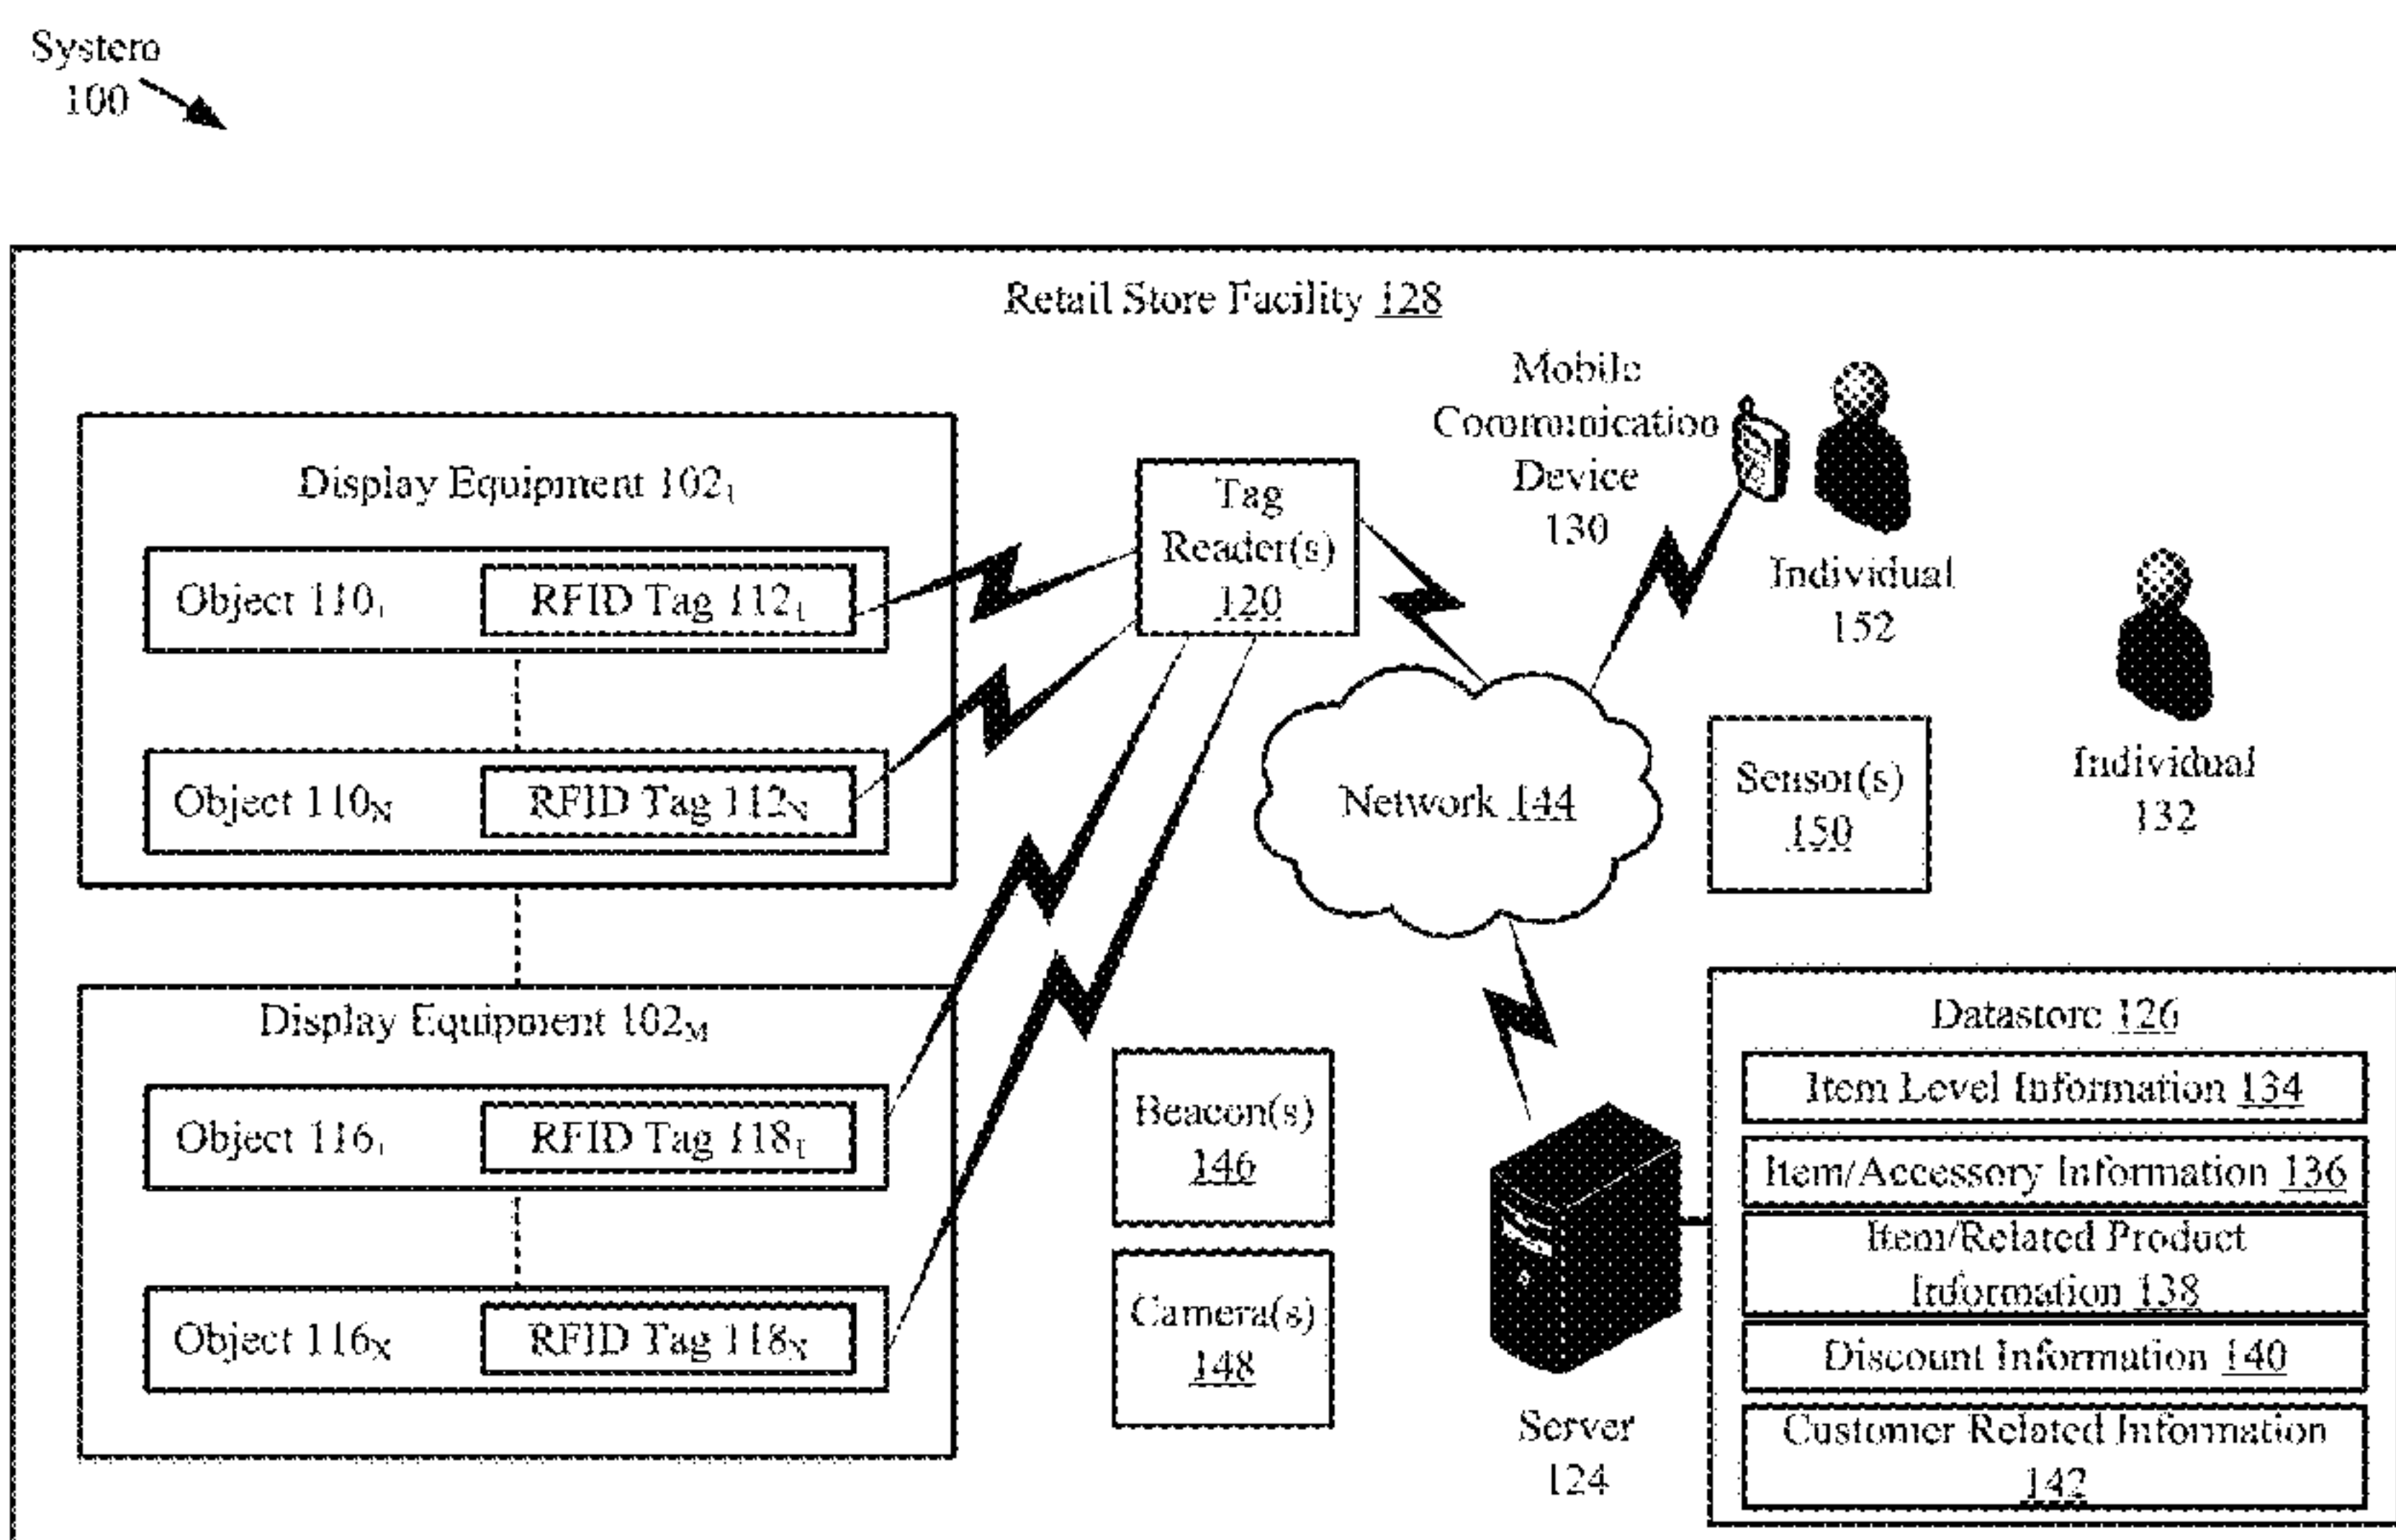 System
100
Retail Store Facility 128
Display Equipment 102₁
Object 110₁ RFID Tag 112₁
Object 110N RFID Tag 112N
Display Equipment 102M
Object 116₁ RFID Tag 118₁
Object 116X RFID Tag 118X
Tag
Reader(s)
120
Mobile
Communication
Device
130
Individual
152
Individual
132
Network 144
Sensor(s)
150
Beacon(s)
146
Camera(s)
148
Server
124
Datastore 126
Item Level Information 134
Item/Accessory Information 136
Item/Related Product
Information 138
Discount Information 140
Customer Related Information
142